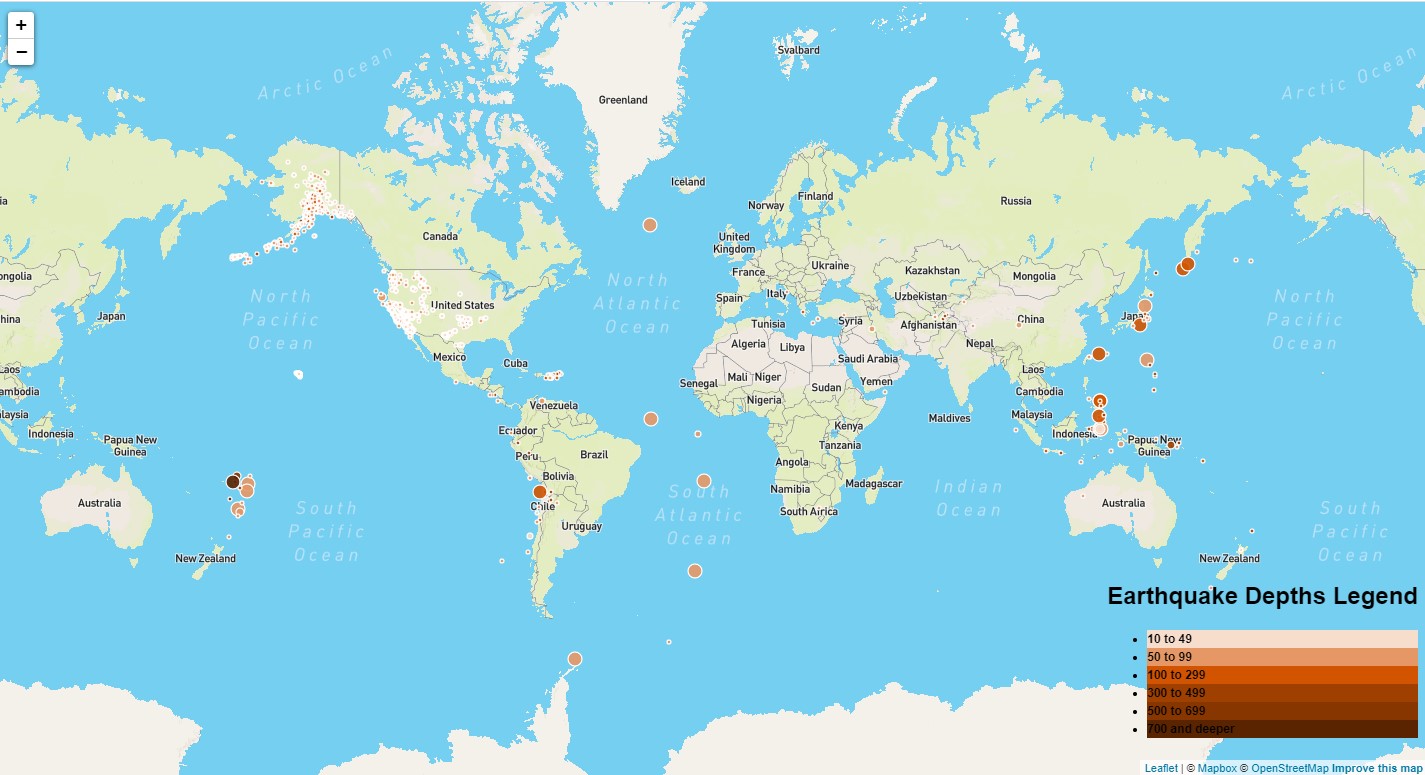 +
−
Arctic Ocean
Svalbard
Greenland
Arctic Ocean
Iceland
Finland
Norway
Russia
Canada
United
Kingdom
Ukraine
France
Kazakhstan
Mongolia
ongolia
North
Atlantic
Ocean
Spain
Italy
Uzbekistan
North
Pacific
Ocean
United States
North
Pacific
Ocean
Japan
hina
Tunisia
Syria
Afghanistan
China
Japan
Algeria
Libya
Nepal
Mexico
Cuba
Saudi Arabia
Laos
Laos
Senegal
Mali
Niger
Sudan
Yemen
ambodia
Cambodia
Venezuela
Nigeria
alaysia
Malaysia
Maldives
Indonesia
Papua New
Guinea
Ecuador
Kenya
Indonesia
Papua New
Guinea
Peru
Brazil
Tanzania
Angola
Bolivia
Namibia
Madagascar
Indian
Ocean
Australia
South
Pacific
Ocean
Chile
South
Atlantic
Ocean
South Africa
Australia
South
Pacific
Ocean
Uruguay
New Zealand
New Zealand
Earthquake Depths Legend
10 to 49
50 to 99
100 to 299
300 to 499
500 to 699
700 and deeper
Leaflet | © Mapbox © OpenStreetMap Improve this map